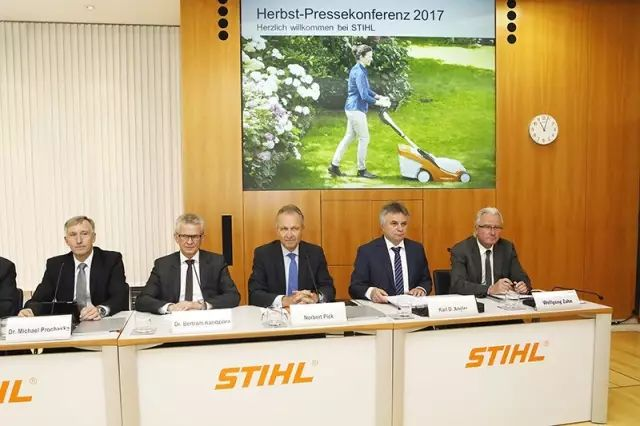 Herbst-Pressekonferenz 2017
Herzlich willkommen bei STIHL
Dr. Michael Prochaska
Dr. Bertram Kandziora
Norbert Pick
Karl
Wolfgang Zahn
STIHL®
STIHL®
STIHL®